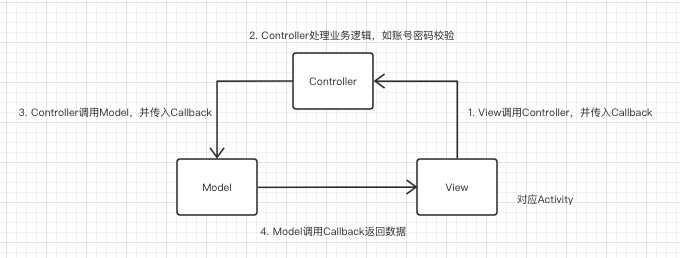 2. Controller处理业务逻辑，如账号密码校验
Controller
3. Controller调用Model，并传入Callback
1. View调用Controller，并传入Callback
Model
View
对应Activity
4. Model调用Callback返回数据